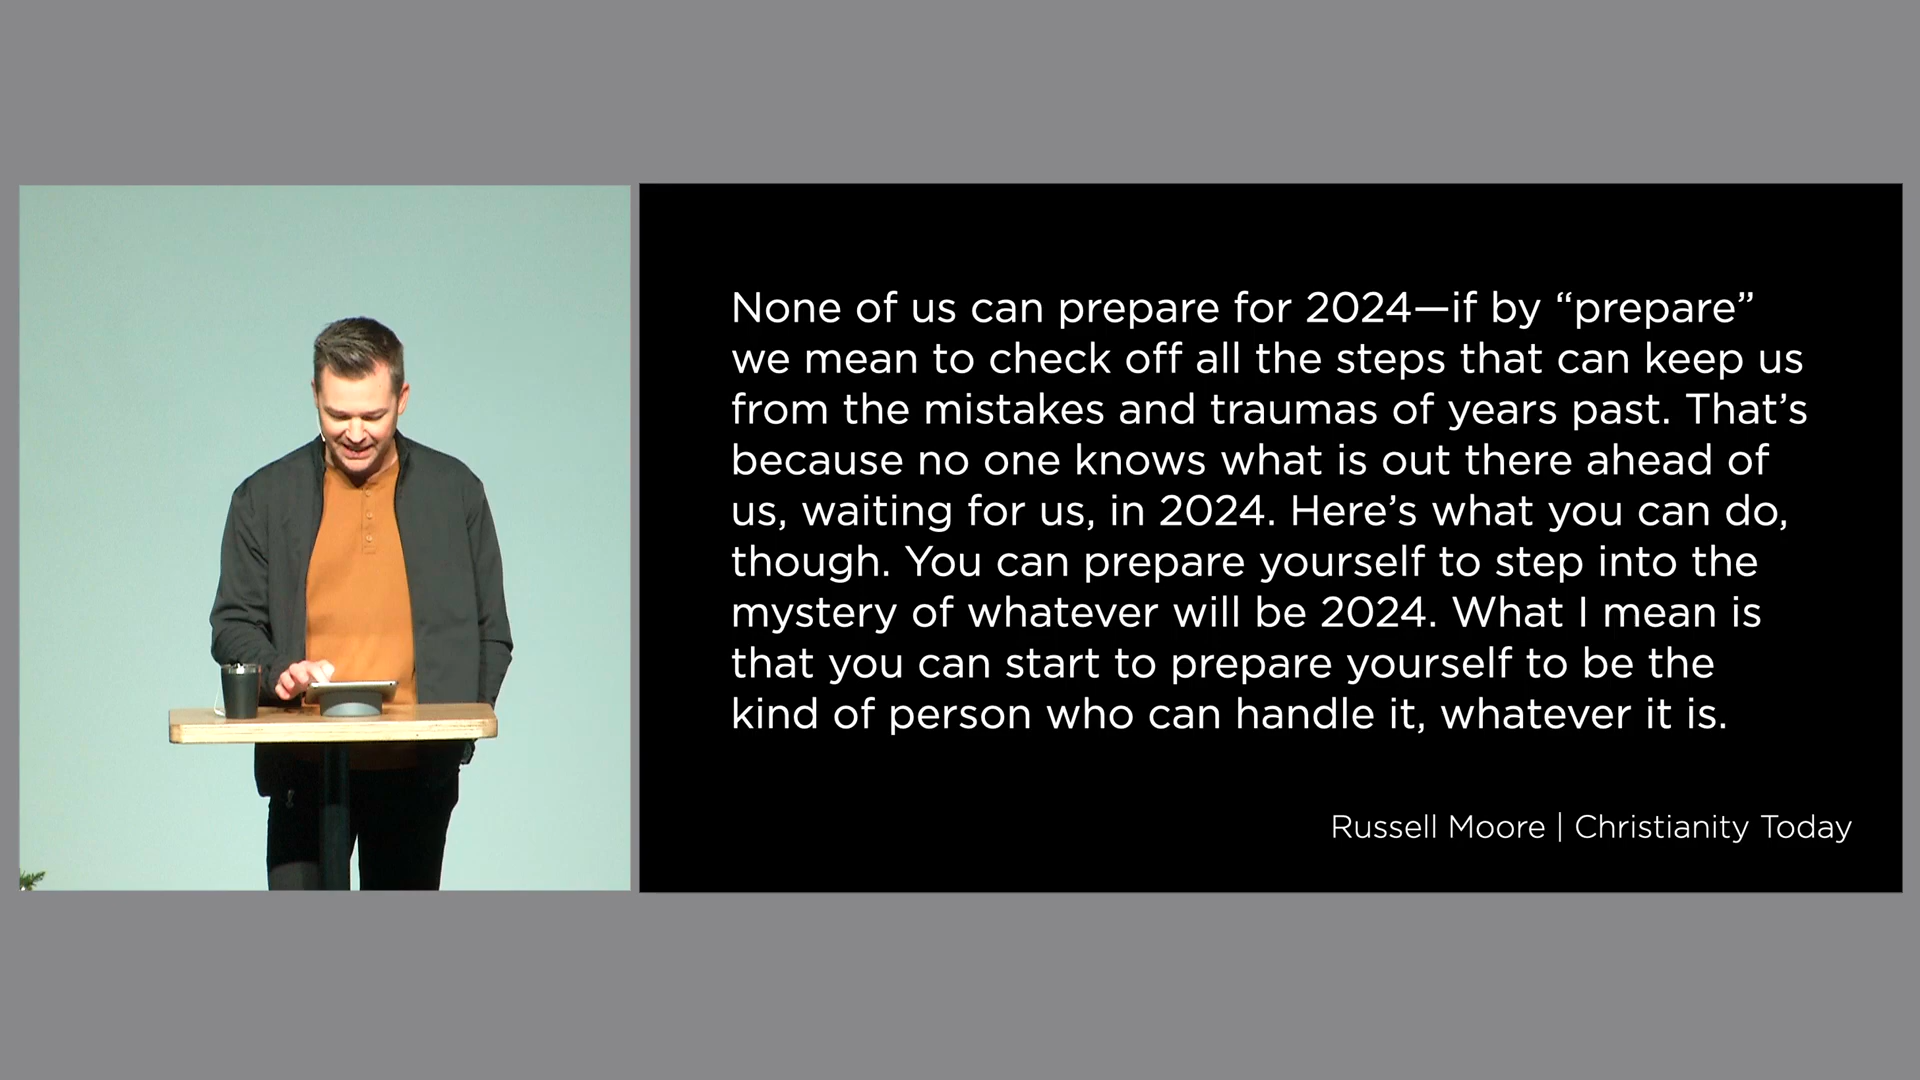 None of us can prepare for 2024—if by “prepare”
we mean to check off all the steps that can keep us
from the mistakes and traumas of years past. That’s
because no one knows what is out there ahead of
us, waiting for us, in 2024. Here’s what you can do,
though. You can prepare yourself to step into the
mystery of whatever will be 2024. What I mean is
that you can start to prepare yourself to be the
kind of person who can handle it, whatever it is.
Russell Moore | Christianity Today